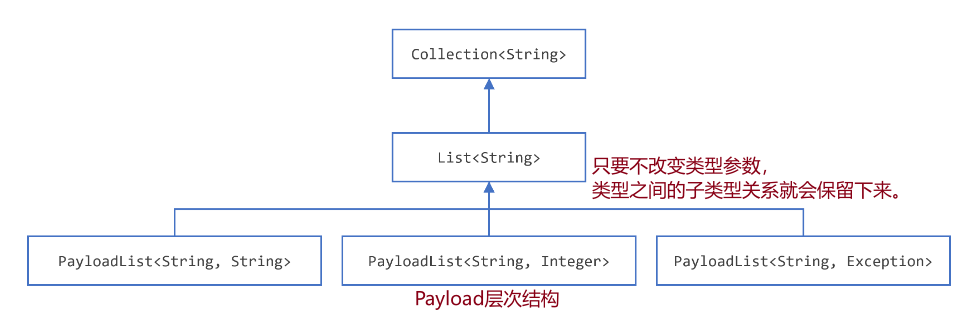 Collection<String>
List<String>
只要不改变类型参数，
类型之间的子类型关系就会保留下来。
PayloadList<String, String>
PayloadList<String, Integer>
PayloadList<String, Exception>
Payload层次结构